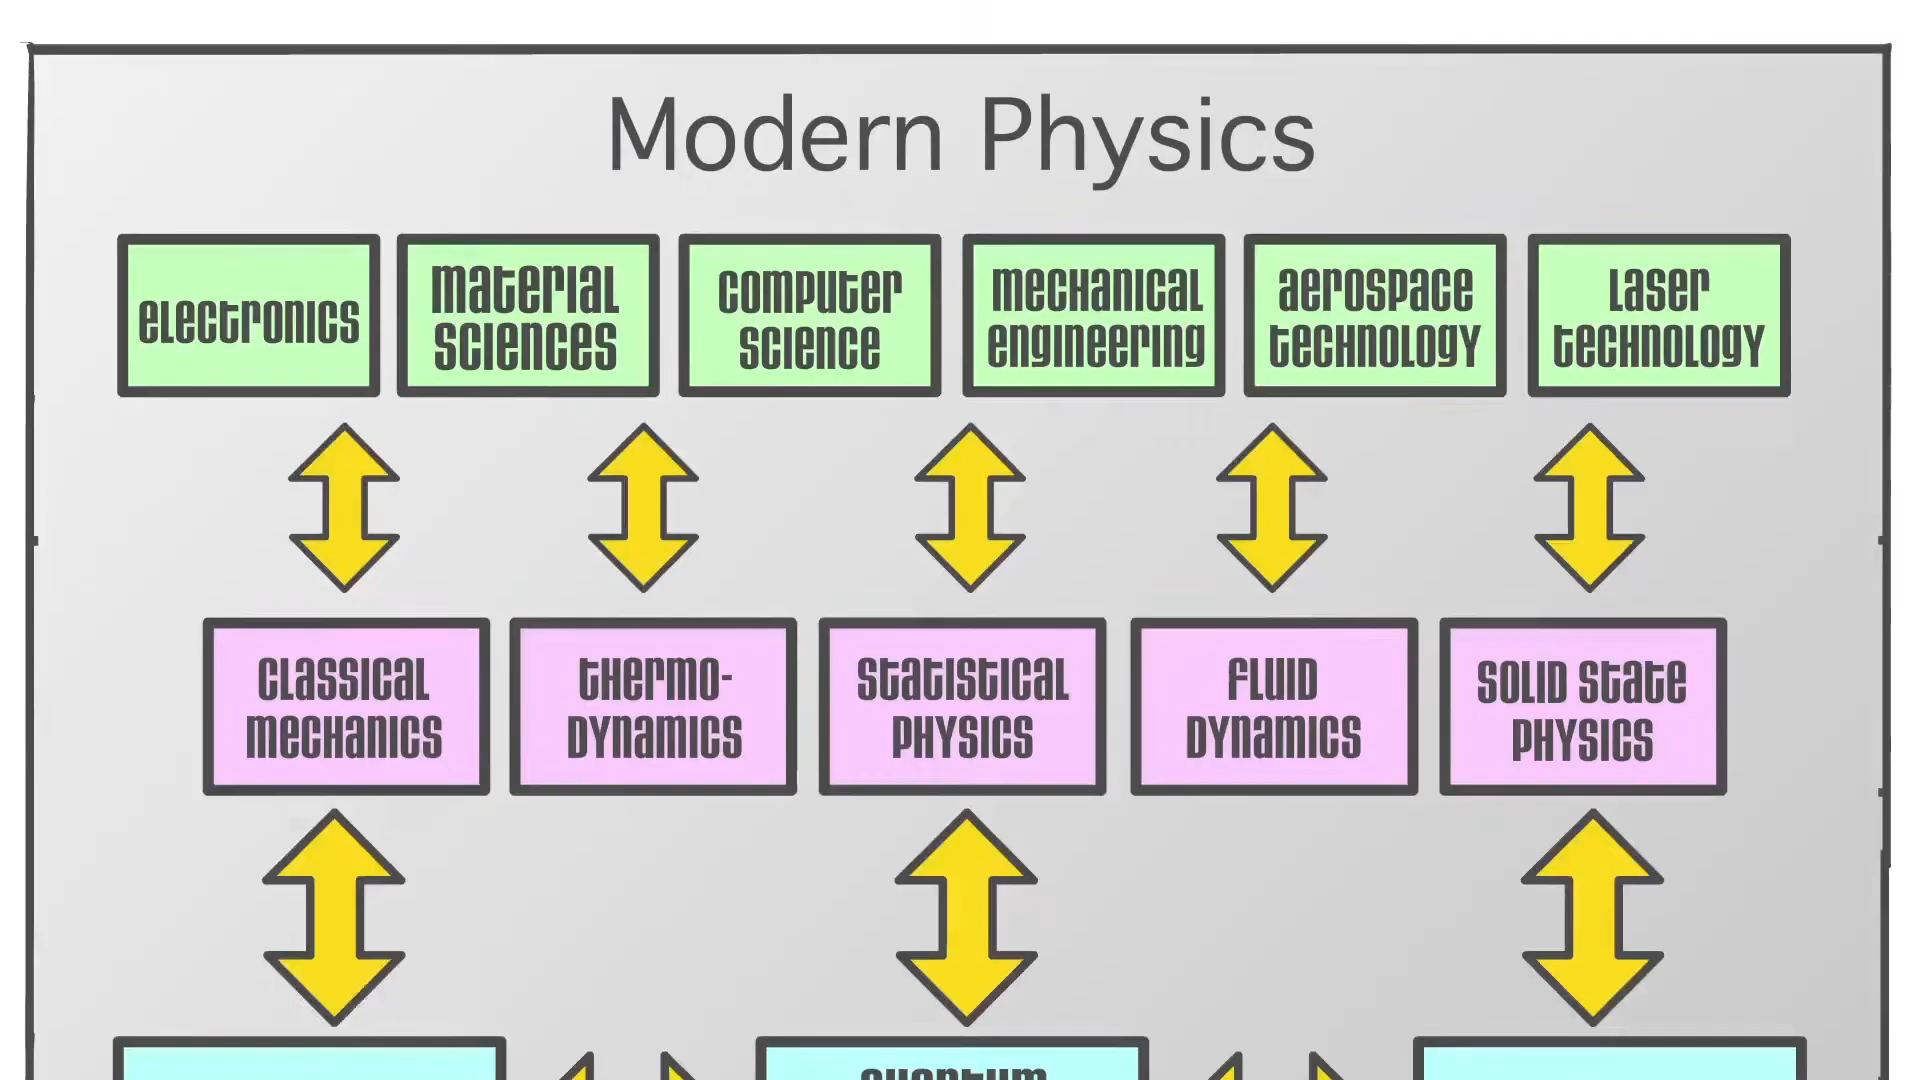 Modern Physics
electronics
material
sciences
computer
science
mechanical
engineering
aerospace
technology
laser
technology
classical
mechanics
thermo-
dynamics
statistical
physics
fluid
dynamics
solid state
physics
quantum